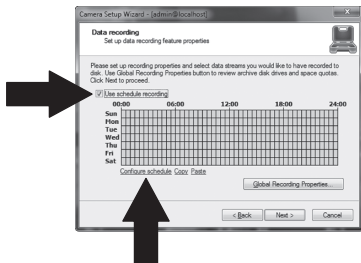 Camera Setup Wizard - [admin@localhost]
Data recording
Set up data recording feature properties
Please set up recording properties and select data streams you would like to have recorded to
disk. Use Global Recording Properties button to review archive disk drives and space quotas.
Click Next to proceed.
Use schedule recording
00:00 06:00 12:00 18:00 24:00
Sun
Mon
Tue
Wed
Thu
Fri
Sat
Configure schedule Copy Paste
Global Recording Properties...
< Back Next > Cancel